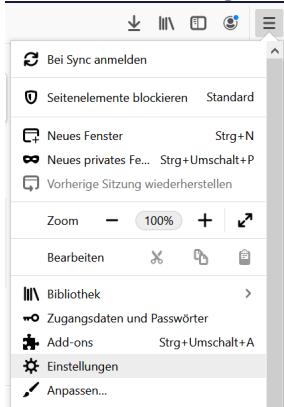 Bei Sync anmelden
Seitenelemente blockieren Standard
Neues Fenster Strg+N
Neues privates Fe... Strg+Umschalt+P
Vorherige Sitzung wiederherstellen
Zoom 100%
Bearbeiten
Bibliothek
Zugangsdaten und Passwörter
Add-ons Strg+Umschalt+A
Einstellungen
Anpassen...